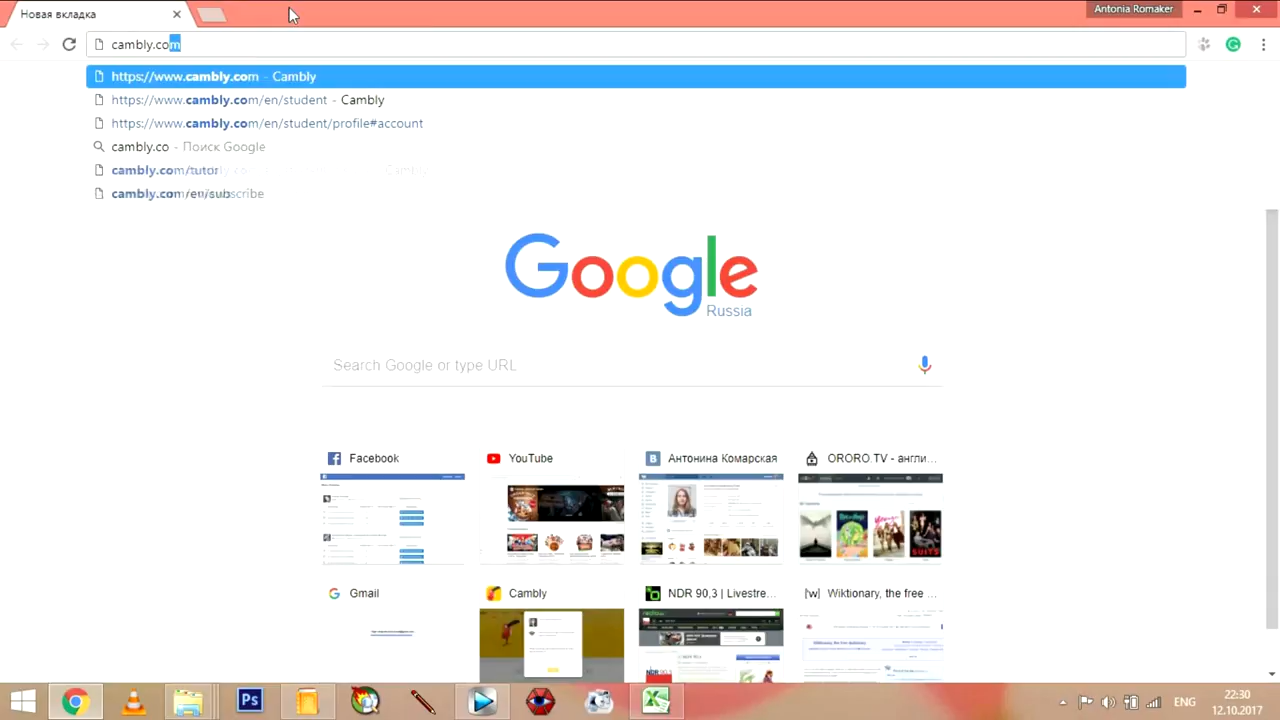 Новая вкладка
Antonia Romaker
cambly.com
https://www.cambly.com - Cambly
https://www.cambly.com/en/student - Cambly
https://www.cambly.com/en/student/profile#account
cambly.co - Поиск Google
cambly.com/tutor
cambly.com/en/subscribe
Google
Russia
Search Google or type URL
Facebook
YouTube
Антонина Комарская
ORORO.TV - англи...
SUITS
Gmail
Cambly
NDR 90,3 | Livestre...
Wiktionary, the free ...
NDR
Ps
ENG
22:30
12.10.2017